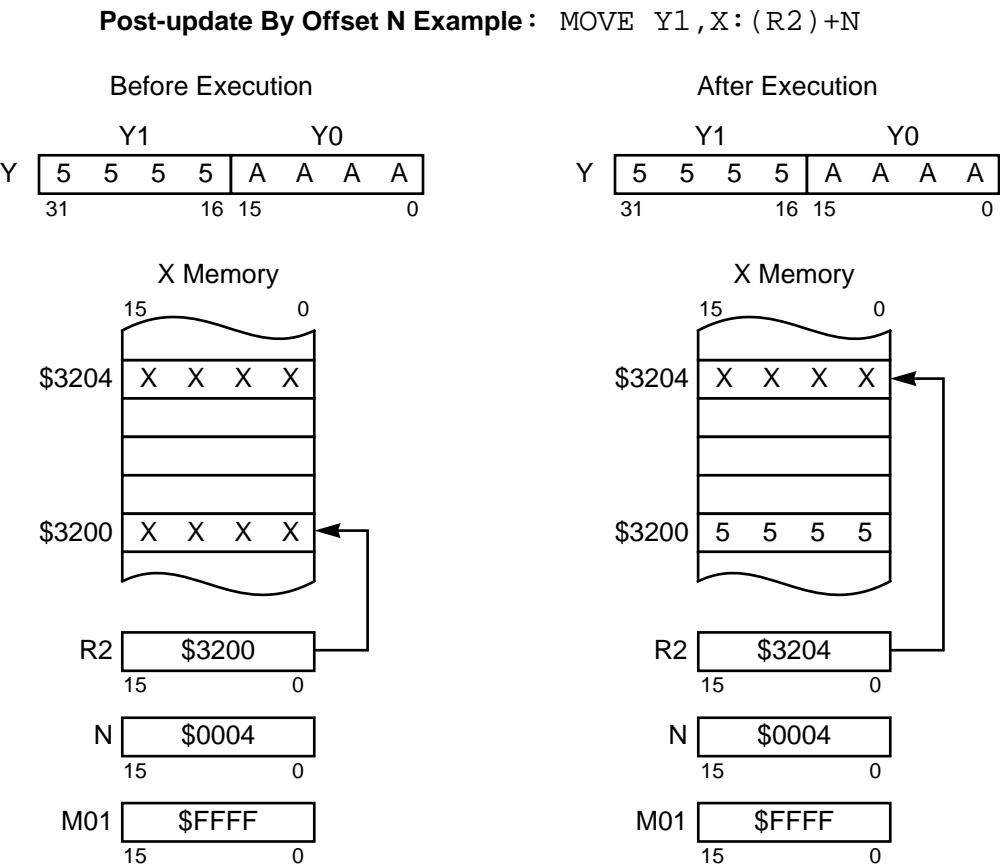 Post-update By Offset N Example: MOVE Y1,X:(R2)+N
Before Execution
Y1 Y0
Y 5 5 5 5 A A A A
31 16 15 0
X Memory
15 0
$3204 X X X X
$3200 X X X X
R2 $3200
15 0
N $0004
15 0
M01 $FFFF
15 0
After Execution
Y1 Y0
Y 5 5 5 5 A A A A
31 16 15 0
X Memory
15 0
$3204 X X X X
$3200 5 5 5 5
R2 $3204
15 0
N $0004
15 0
M01 $FFFF
15 0